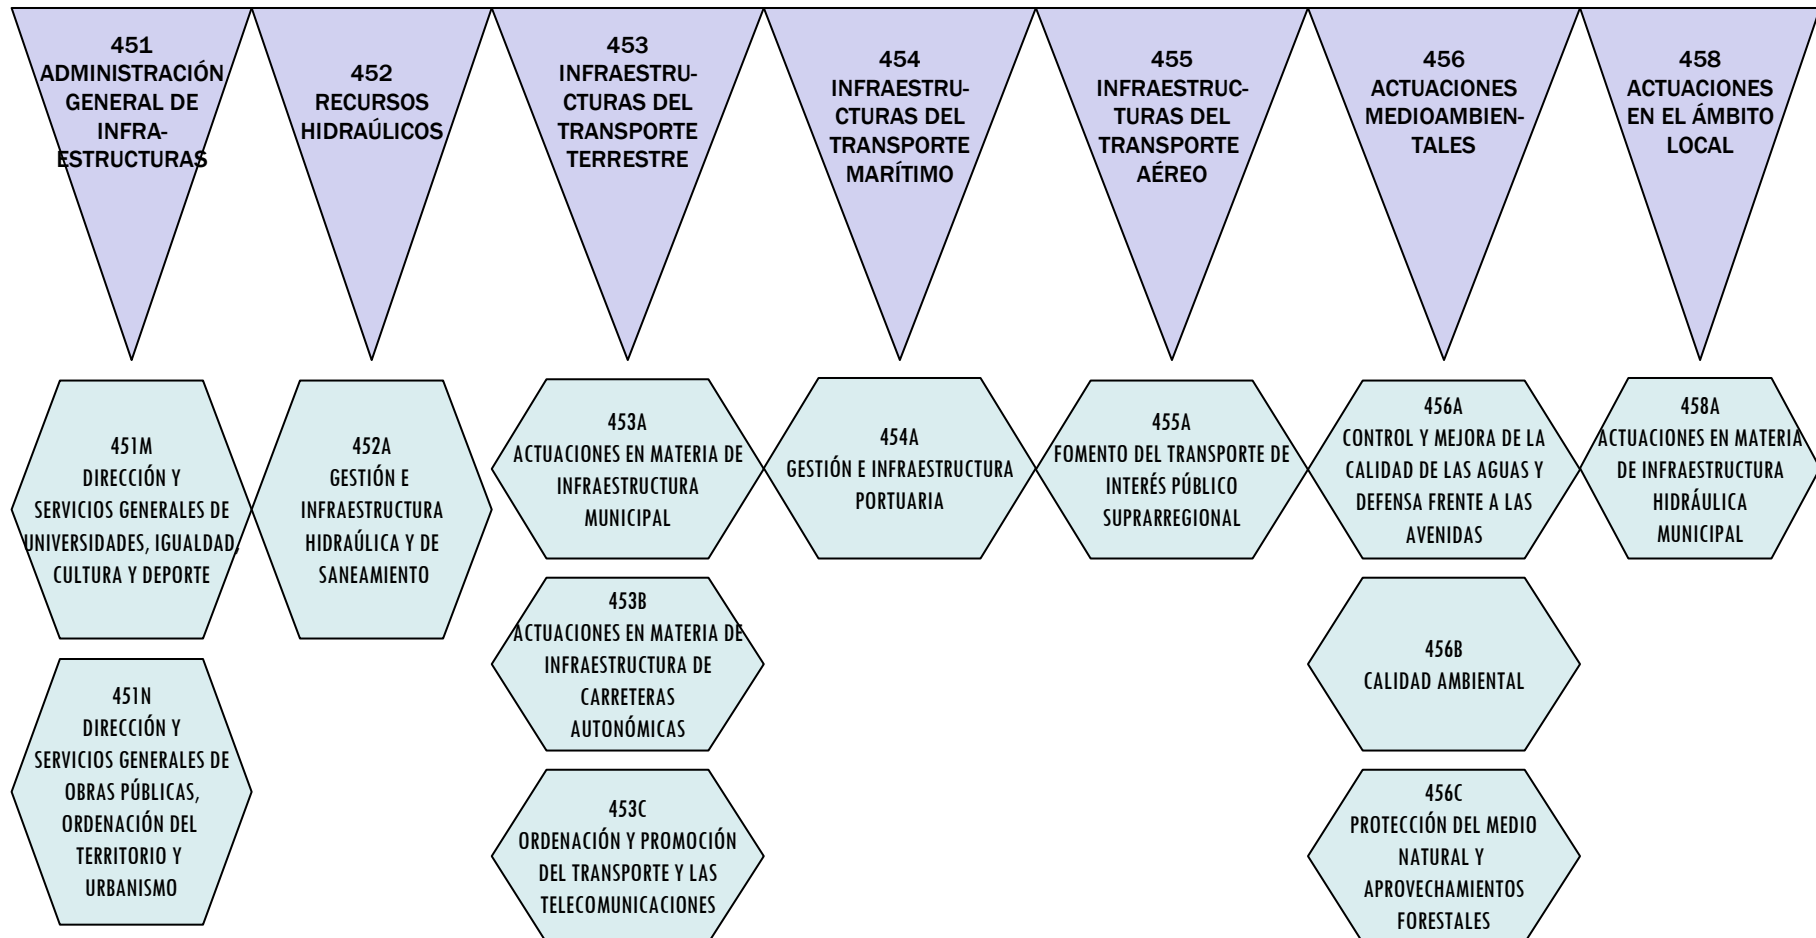 451
ADMINISTRACIÓN
GENERAL DE
INFRA-
ESTRUCTURAS
452
RECURSOS
HIDRAÚLICOS
453
INFRAESTRU-
CTURAS DEL
TRANSPORTE
TERRESTRE
454
INFRAESTRU-
CTURAS DEL
TRANSPORTE
MARÍTIMO
455
INFRAESTRUC-
TURAS DEL
TRANSPORTE
AÉREO
456
ACTUACIONES
MEDIOAMBIEN-
TALES
458
ACTUACIONES
EN EL ÁMBITO
LOCAL
451M
DIRECCIÓN Y
SERVICIOS GENERALES DE
UNIVERSIDADES, IGUALDAD,
CULTURA Y DEPORTE
452A
GESTIÓN E
INFRAESTRUCTURA
HIDRAÚLICA Y DE
SANEAMIENTO
453A
ACTUACIONES EN MATERIA DE
INFRAESTRUCTURA
MUNICIPAL
454A
GESTIÓN E INFRAESTRUCTURA
PORTUARIA
455A
FOMENTO DEL TRANSPORTE DE
INTERÉS PÚBLICO
SUPRARREGIONAL
456A
CONTROL Y MEJORA DE LA
CALIDAD DE LAS AGUAS Y
DEFENSA FRENTE A LAS
AVENIDAS
458A
ACTUACIONES EN MATERIA
DE INFRAESTRUCTURA
HIDRÁULICA
MUNICIPAL
453B
ACTUACIONES EN MATERIA DE
INFRAESTRUCTURA DE
CARRETERAS
AUTONÓMICAS
456B
CALIDAD AMBIENTAL
451N
DIRECCIÓN Y
SERVICIOS GENERALES DE
OBRAS PÚBLICAS,
ORDENACIÓN DEL
TERRITORIO Y
URBANISMO
453C
ORDENACIÓN Y PROMOCIÓN
DEL TRANSPORTE Y LAS
TELECOMUNICACIONES
456C
PROTECCIÓN DEL MEDIO
NATURAL Y
APROVECHAMIENTOS
FORESTALES